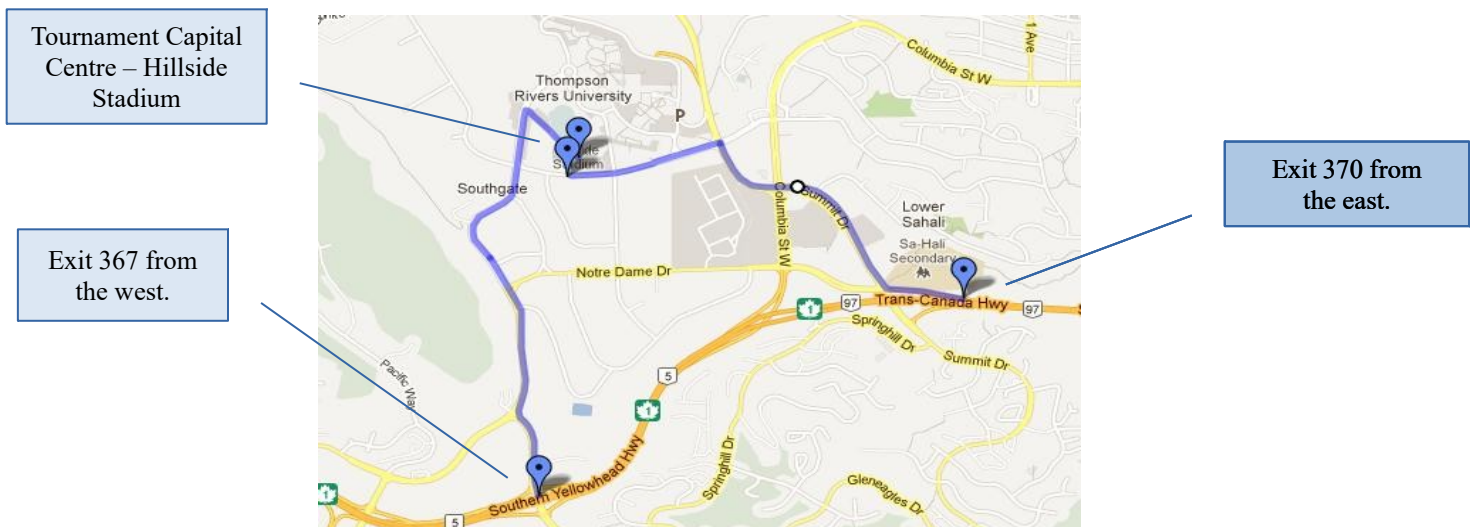 Tournament Capital
Centre – Hillside
Stadium
Exit 367 from
the west.
Exit 370 from
the east.
Columbia St W
1 Ave
Thompson
Rivers University
P
Stadium
Southgate
Columbia St W
Summit Dr
Lower
Sahali
Sa-Hali
Secondary
Notre Dame Dr
1
97
Trans-Canada Hwy
97
Springhill Dr
Summit Dr
5
1
Pacific Way
Springhill Dr
Southern Yellowhead Hwy
Gleneagles Dr
1
5